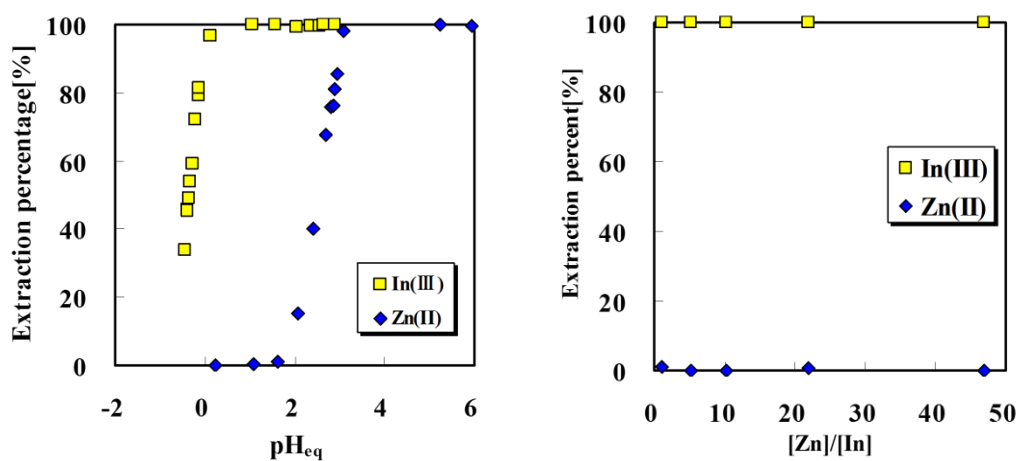 Extraction percentage[%]
100
80
60
40
20
0
-2
0
2
4
6
pHeq
In(Ⅲ)
Zn(II)
Extraction percent[%]
100
80
60
40
20
0
0
10
20
30
40
50
[Zn]/[In]
In(III)
Zn(II)